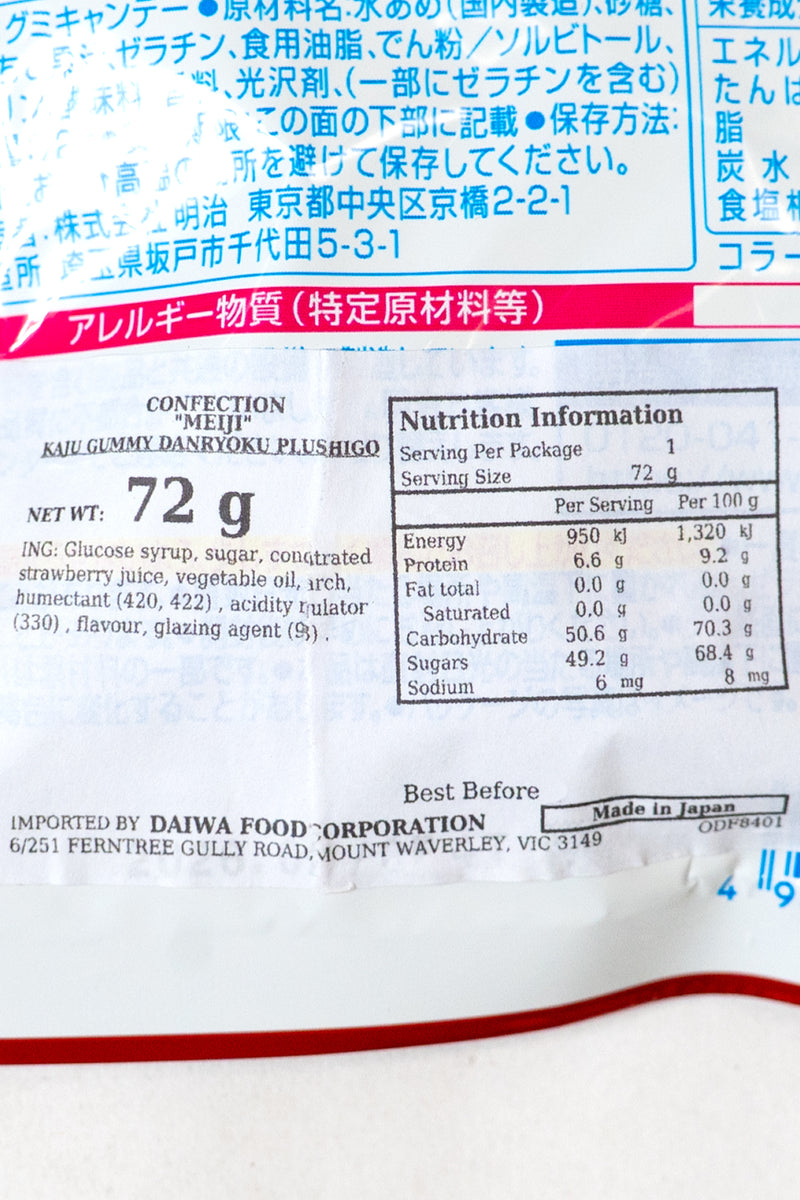 グミキャンデー ●原材料名:水あめ(国内製造)、砂糖、
ゼラチン、食用油脂、でん粉/ソルビトール、
光沢剤、(一部にゼラチンを含む)
この面の下部に記載 ●保存方法:
所を避けて保存してください。
株式会社 明治 東京都中央区京橋2-2-1
埼玉県坂戸市千代田5-3-1
エネル
たんぱ
脂
炭 水
食塩相
コラー
アレルギー物質(特定原材料等)
CONFECTION
"MEIJI"
KAJU GUMMY DANRYOKU PLUSHIGO
NET WT: 72 g
ING: Glucose syrup, sugar,
strawberry juice, vegetable oil,
humectant (420, 422) , acidity
(330) , flavour, glazing agent
Nutrition Information
Serving Per Package 1
Serving Size 72 g
Per Serving Per 100 g
Energy 950 kJ 1,320 kJ
Protein 6.6 g 9.2 g
Fat total 0.0 g 0.0 g
Saturated 0.0 g 0.0 g
Carbohydrate 50.6 g 70.3 g
Sugars 49.2 g 68.4 g
Sodium 6 mg 8 mg
Best Before
Made in Japan
ODF8401
IMPORTED BY DAIWA FOOD CORPORATION
6/251 FERNTREE GULLY ROAD, MOUNT WAVERLEY, VIC 3149
4 9